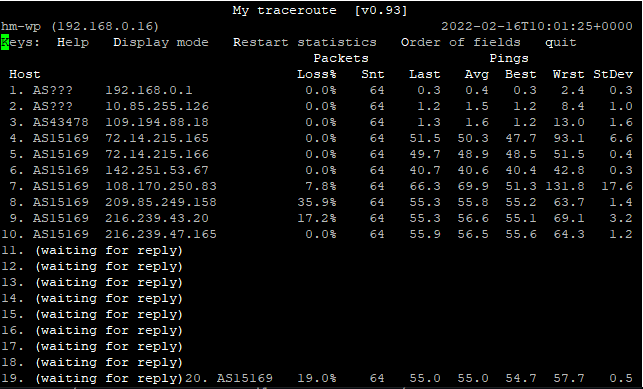 My traceroute  [v0.93]
hm-wp (192.168.0.16)                                   2022-02-16T10:01:25+0000
Keys:  Help   Display mode   Restart statistics   Order of fields   quit
                                       Packets               Pings
 Host                                Loss%   Snt   Last   Avg  Best  Wrst StDev
 1. AS???    192.168.0.1              0.0%    64    0.3   0.4   0.3   2.4   0.3
 2. AS???    10.85.255.126            0.0%    64    1.2   1.5   1.2   8.4   1.0
 3. AS43478  109.194.88.18            0.0%    64    1.3   1.6   1.2  13.0   1.6
 4. AS15169  72.14.215.165            0.0%    64   51.5  50.3  47.7  93.1   6.6
 5. AS15169  72.14.215.166            0.0%    64   49.7  48.9  48.5  51.5   0.4
 6. AS15169  142.251.53.67            0.0%    64   40.7  40.6  40.4  42.8   0.3
 7. AS15169  108.170.250.83           7.8%    64   66.3  69.9  51.3 131.8  17.6
 8. AS15169  209.85.249.158          35.9%    64   55.3  55.8  55.2  63.7   1.4
 9. AS15169  216.239.43.20           17.2%    64   55.3  56.6  55.1  69.1   3.2
10. AS15169  216.239.47.165           0.0%    64   55.9  56.5  55.6  64.3   1.2
11. (waiting for reply)
12. (waiting for reply)
13. (waiting for reply)
14. (waiting for reply)
15. (waiting for reply)
16. (waiting for reply)
17. (waiting for reply)
18. (waiting for reply)
19. (waiting for reply)20. AS15169   19.0%    64   55.0  55.0  54.7  57.7   0.5